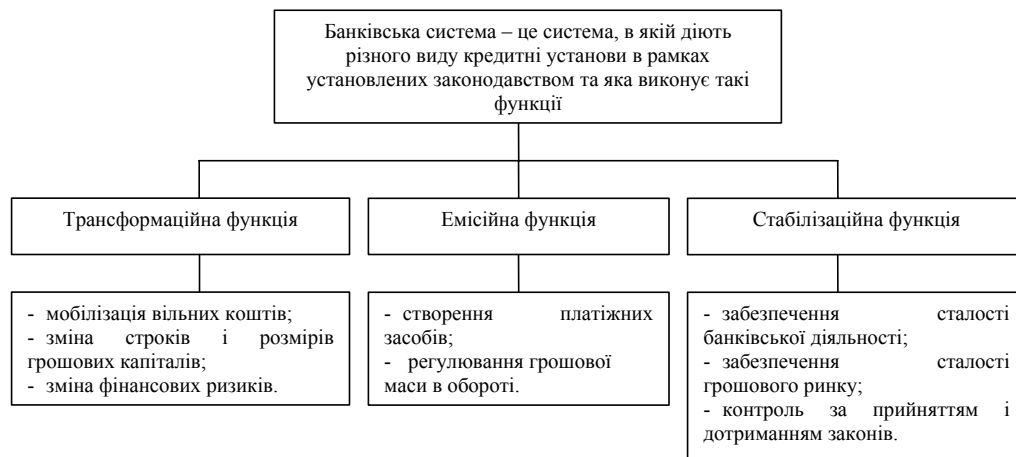 Банківська система – це система, в якій діють
різного виду кредитні установи в рамках
установлених законодавством та яка виконує такі
функції
Трансформаційна функція
Емісійна функція
Стабілізаційна функція
- мобілізація вільних коштів;
- зміна строків і розмірів
грошових капіталів;
- зміна фінансових ризиків.
- створення платіжних
засобів;
- регулювання грошової
маси в обороті.
- забезпечення сталості
банківської діяльності;
- забезпечення сталості
грошового ринку;
- контроль за прийняттям і
дотриманням законів.